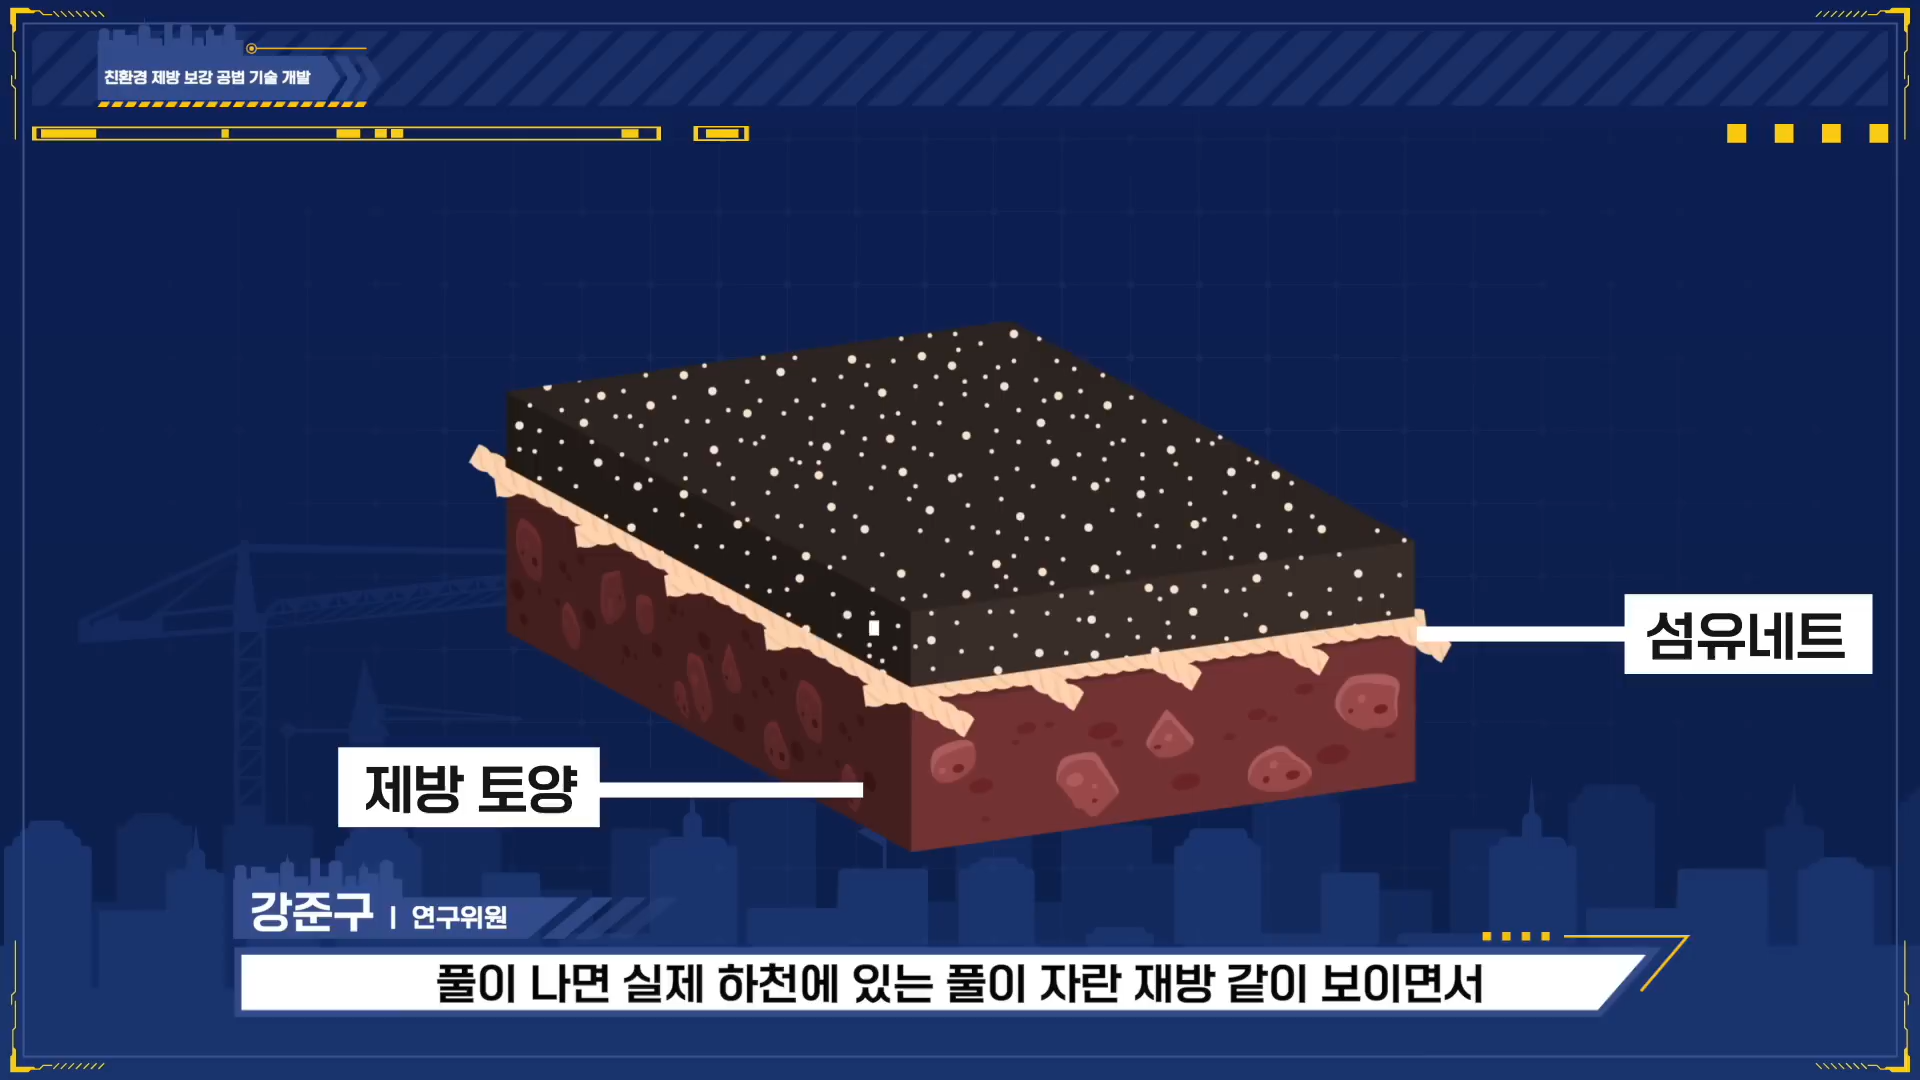 친환경 제방 보강 공법 기술 개발
섬유네트
제방 토양
강준구 | 연구위원
풀이 나면 실제 하천에 있는 풀이 자란 재방 같이 보이면서